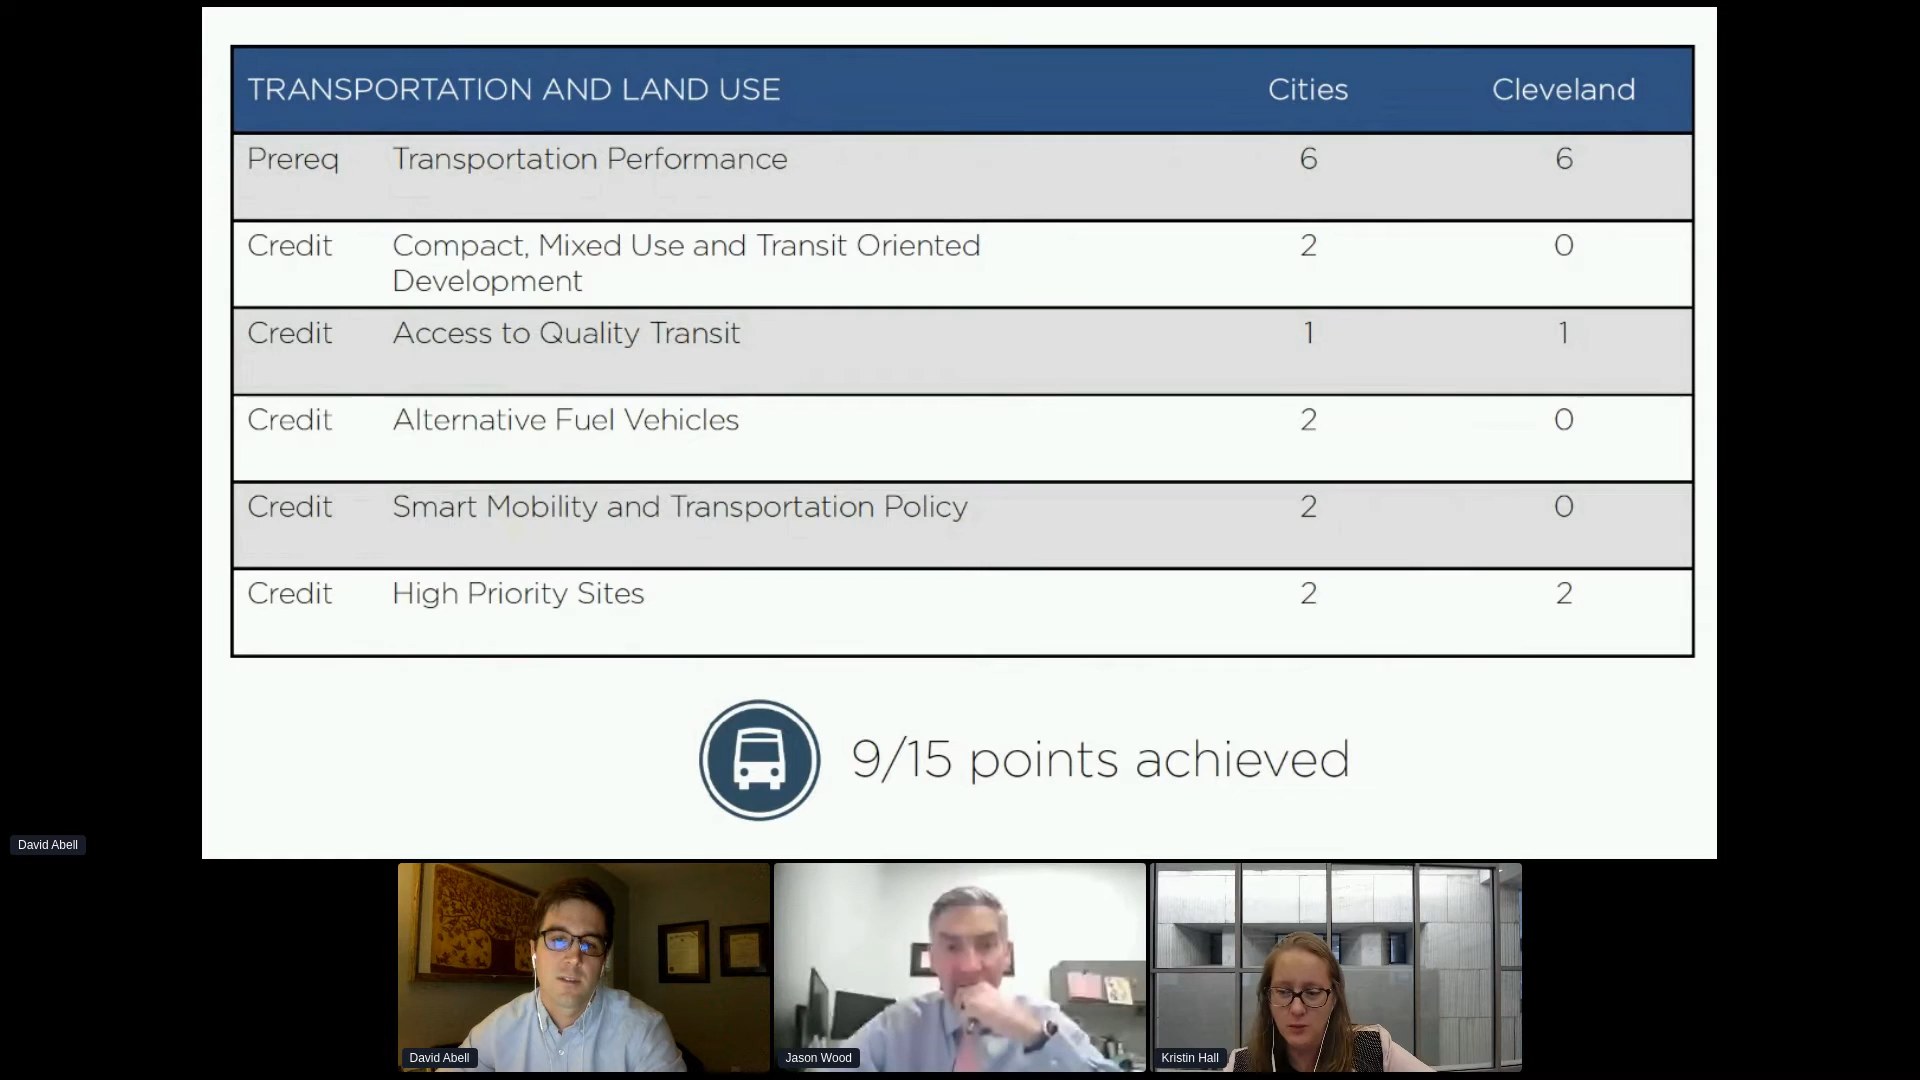 TRANSPORTATION AND LAND USE Cities Cleveland
Prereq Transportation Performance 6 6
Credit Compact, Mixed Use and Transit Oriented 2 0
Development
Credit Access to Quality Transit 1 1
Credit Alternative Fuel Vehicles 2 0
Credit Smart Mobility and Transportation Policy 2 0
Credit High Priority Sites 2 2
9/15 points achieved
David Abell
David Abell
Jason Wood
Kristin Hall